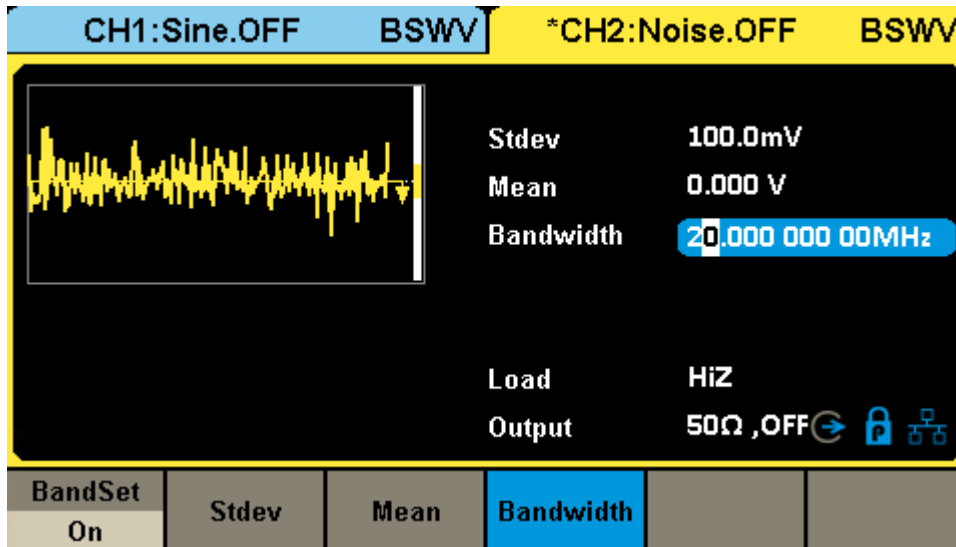 CH1:Sine.OFF BSWV *CH2:Noise.OFF BSWV
Stdev 100.0mV
Mean 0.000 V
Bandwidth 20.000 000 00MHz
Load HiZ
Output 50Ω ,OFF P
BandSet
On
Stdev
Mean
Bandwidth